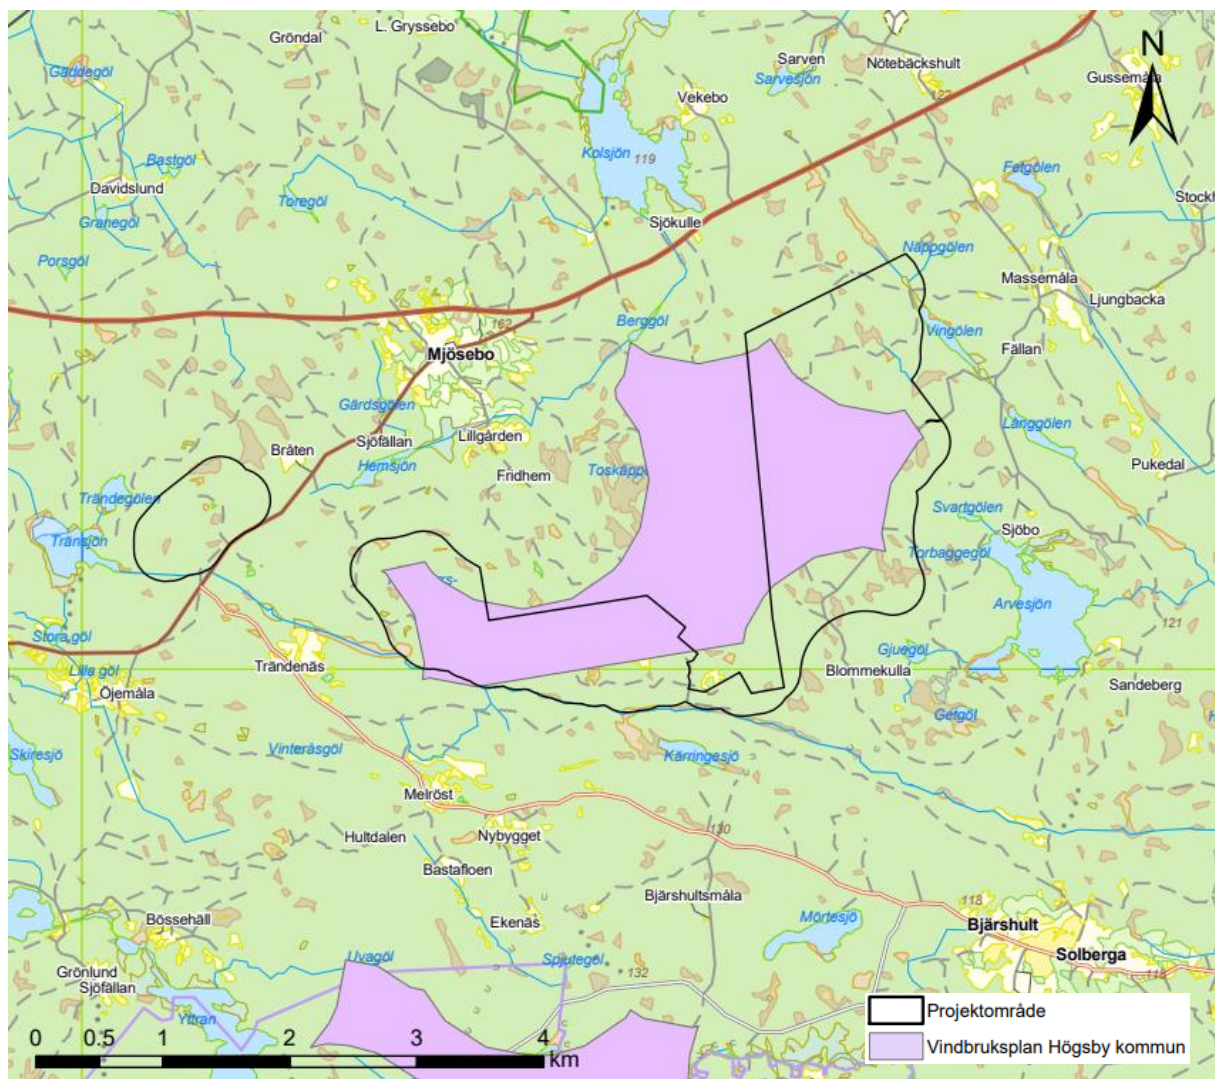 L. Gryssebo
Gröndal
Sarven
Nötebäckshult
N
Gussemåla
Gäddegöl
Sarvesjön
Vekebo
122
Kolsjön
119
Bastgöl
Fetgölen
Davidslund
Toregöl
Stockh
Granegöl
Sjökulle
Näppgölen
Porsgöl
Massemåla
Ljungbacka
Berggöl
162
Vingölen
Mjösebo
Fällan
Gärdsgölen
Långgölen
Sjöfällan
Lillgården
Bråten
Hemsjön
Fridhem
Toskäpp
Pukedal
Trändegölen
Svartgölen
Sjöbo
Transjön
Torbaggegöl
Arvesjön
121
Stora göl
Gjuegöl
Trändenäs
Lilla göl
Blommekulla
Öjemåla
Sandeberg
Getgöl
Skiresjö
Vinteråsgöl
Kärringesjö
Melröst
Hultdalen
Nybygget
130
Bastafloen
Bjärshultsmåla
118
Bössehäll
Ekenäs
Mörtesjö
Bjärshult
Solberga
Uvagöl
Spjutegöl
132
118
Grönlund
Sjöfällan
Yttran
Projektområde
0 0.5 1 2 3 4
km
Vindbruksplan Högsby kommun